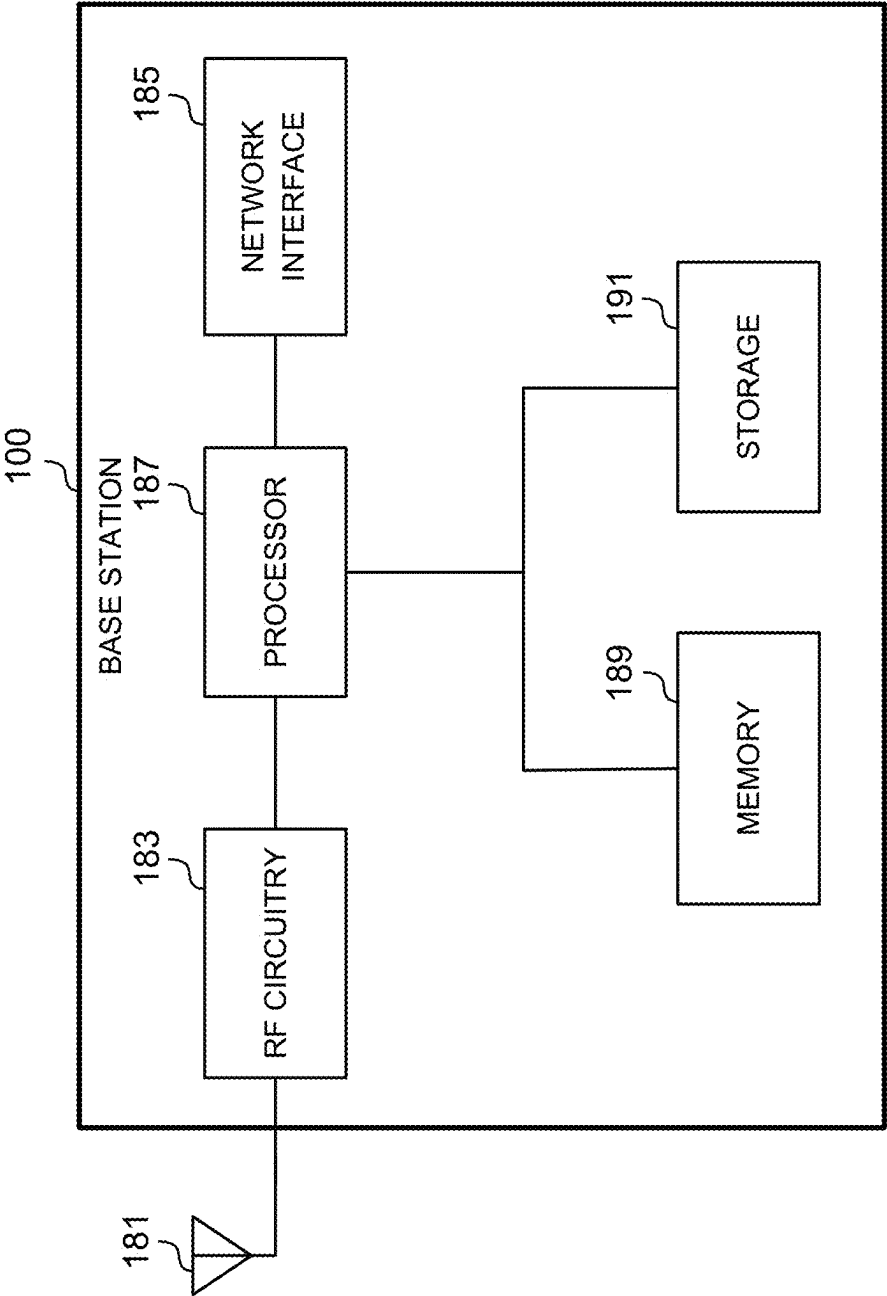 100
BASE STATION
181
183
RF CIRCUITRY
187
PROCESSOR
185
NETWORK
INTERFACE
189
MEMORY
191
STORAGE